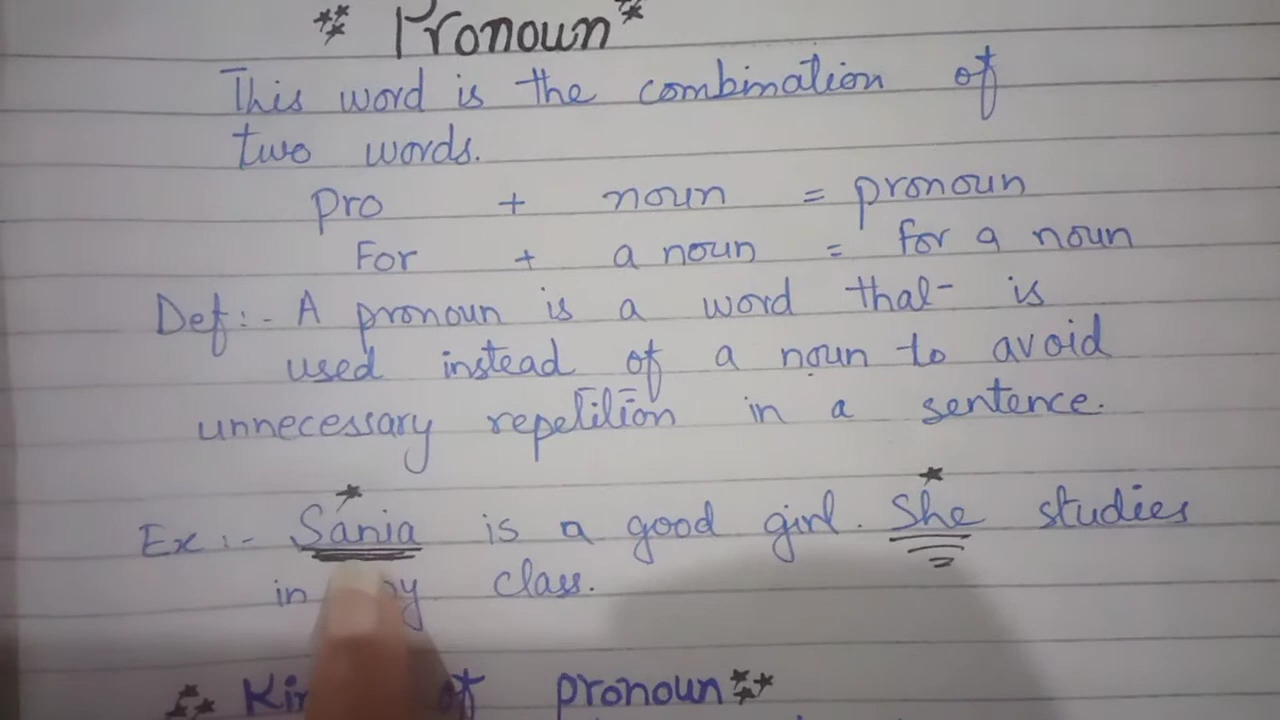 Pronoun
This word is the combination of
two words.
Pro + noun = pronoun
For + a noun = for a noun
Def:- A pronoun is a word that is
used instead of a noun to avoid
unnecessary repetition in a sentence.
Ex:- Sania is a good girl. She studies
in class.
of pronoun